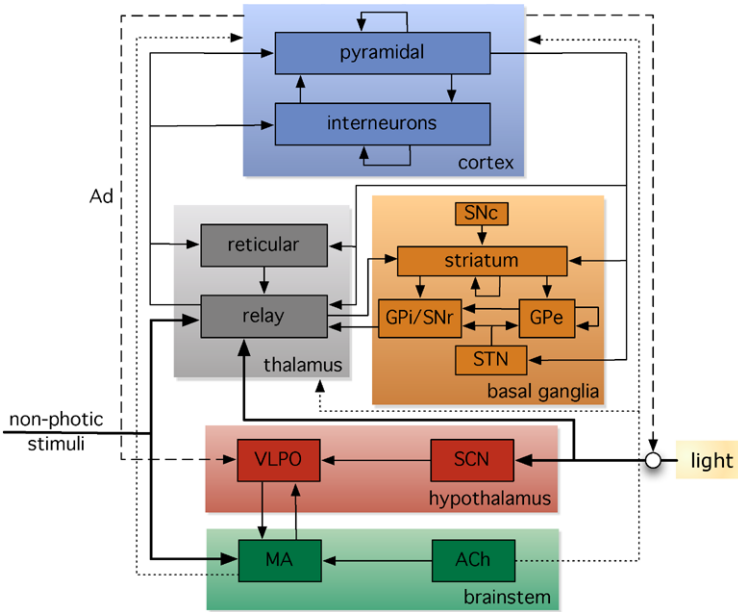 pyramidal
interneurons
cortex
Ad
SNc
reticular
striatum
relay
GPi/SNr
GPe
STN
thalamus
basal ganglia
non-photic
stimuli
VLPO
SCN
light
hypothalamus
MA
ACh
brainstem